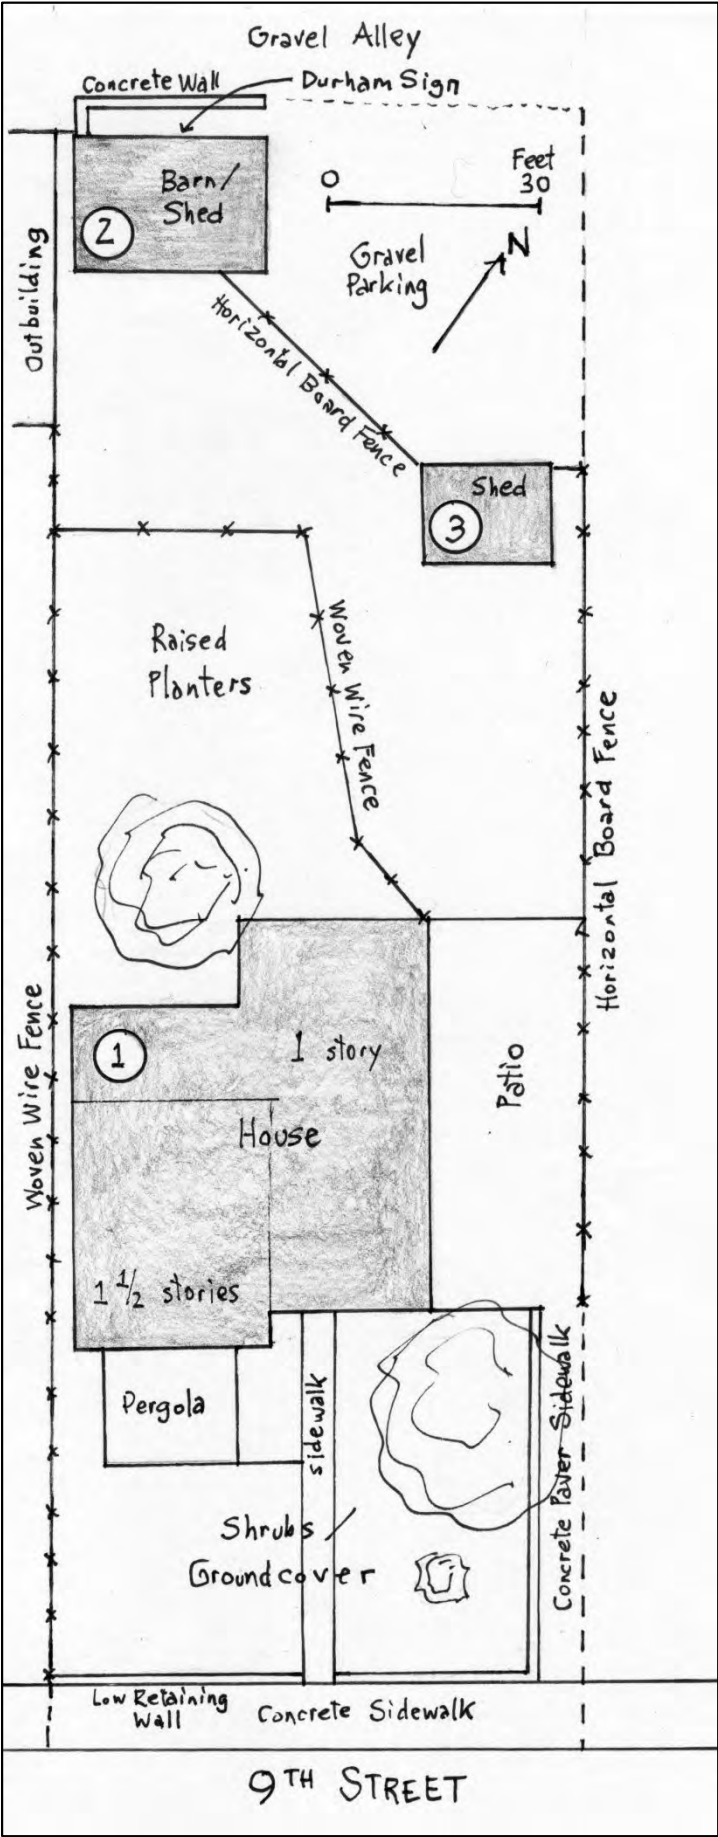 Gravel Alley
Concrete Wall
Durham Sign
Barn/
Shed
2
0
Feet
30
N
Gravel
Parking
Outbuilding
Horizontal Board Fence
Shed
3
Raised
Planters
Woven Wire Fence
Horizontal Board Fence
Woven Wire Fence
1
1 story
House
Patio
1 1/2 stories
Pergola
sidewalk
Concrete Paver Sidewalk
Shrubs
Groundcover
Low Retaining
Wall
Concrete Sidewalk
9TH STREET